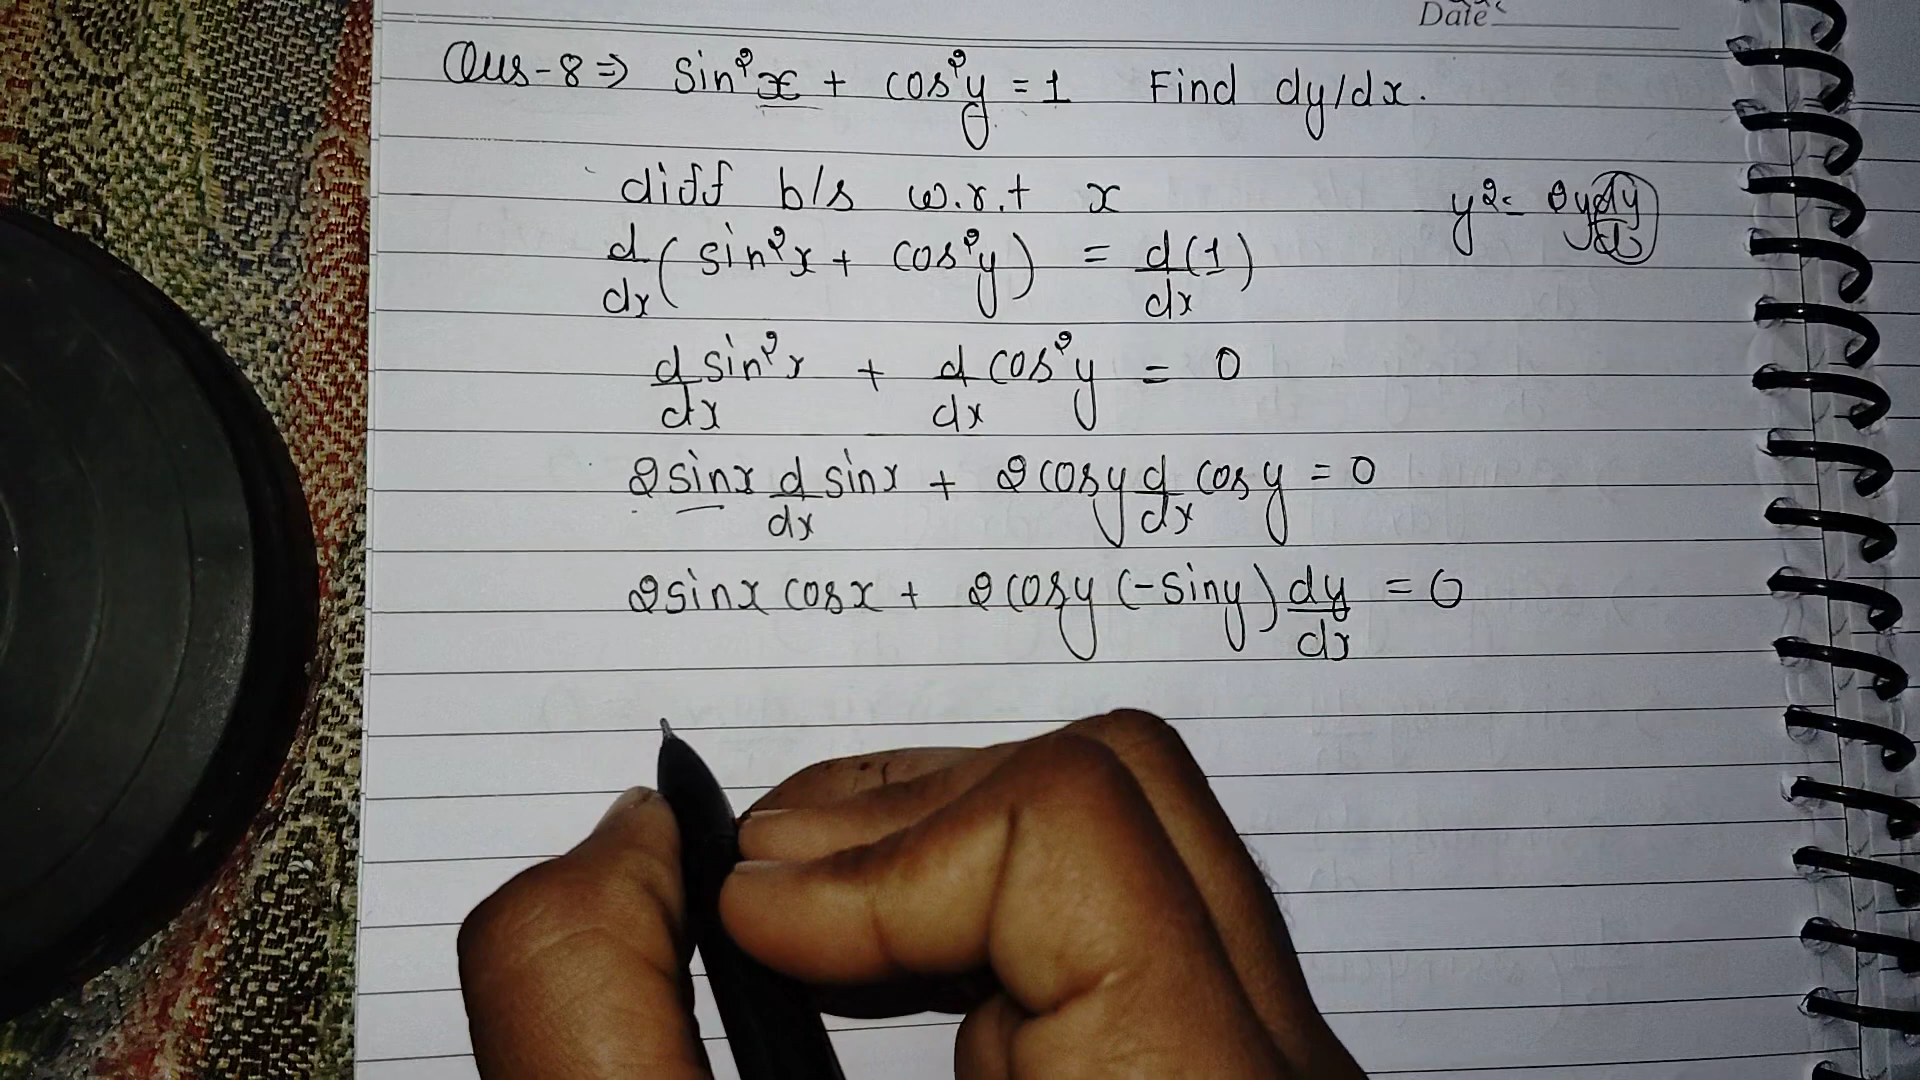 Date
Ques-8⇒ sin²x + cos²y = 1 Find dy/dx.
diff b/s w.r.t x
d/dx (sin²x + cos²y) = d/dx (1)
y² = 2y dy/dx
d/dx sin²x + d/dx cos²y = 0
2sinx d/dx sinx + 2cosy d/dx cosy = 0
2sinx cosx + 2cosy (-siny) dy/dx = 0